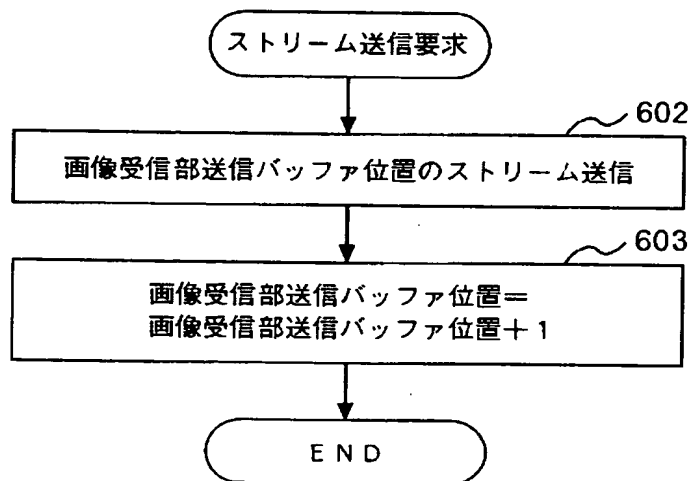 ストリーム送信要求
602
画像受信部送信バッファ位置のストリーム送信
603
画像受信部送信バッファ位置＝
画像受信部送信バッファ位置＋1
END